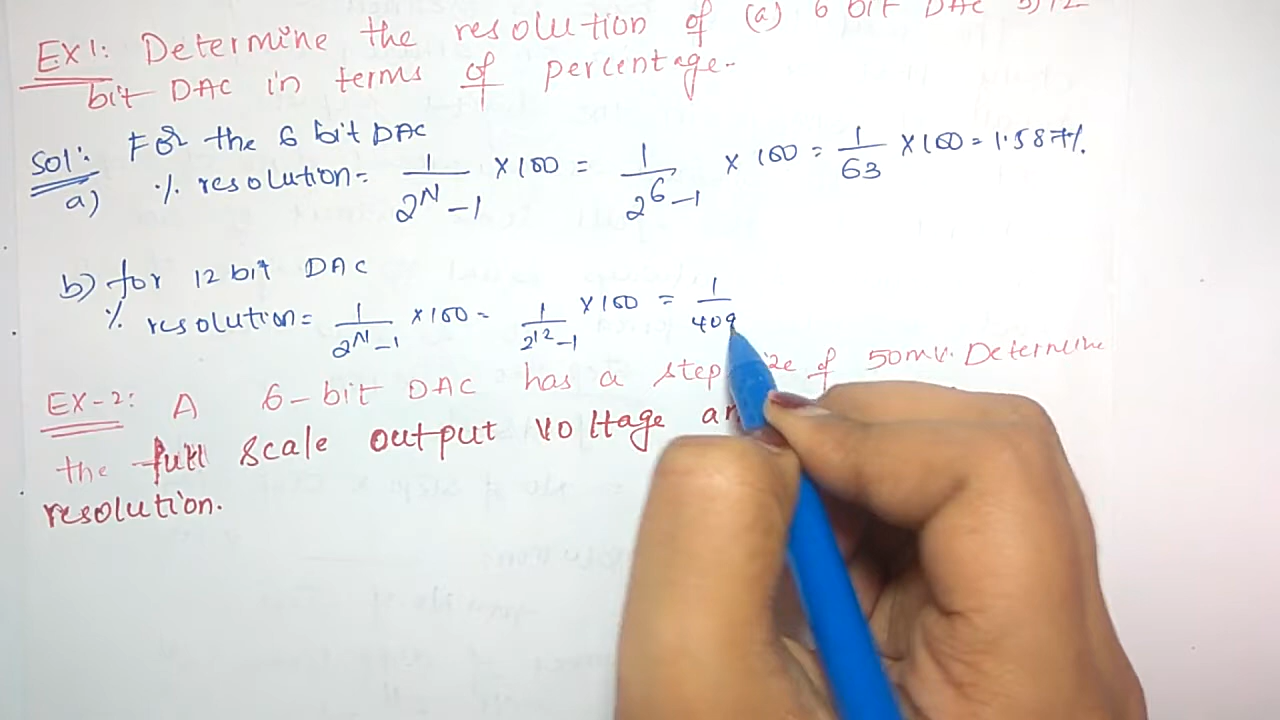 Ex1: Determine the resolution of (a) 6 bit DAC b) 12
bit DAC in terms of percentage.
Sol: For the 6 bit DAC
a) % resolution = 1/(2^N - 1) × 100 = 1/(2^6 - 1) × 100 = 1/63 × 100 = 1.587%
b) for 12 bit DAC
% resolution = 1/(2^N - 1) × 100 = 1/(2^12 - 1) × 100 = 1/409
EX-2: A 6-bit DAC has a step of 50mv. Determine
the full scale output voltage
resolution.